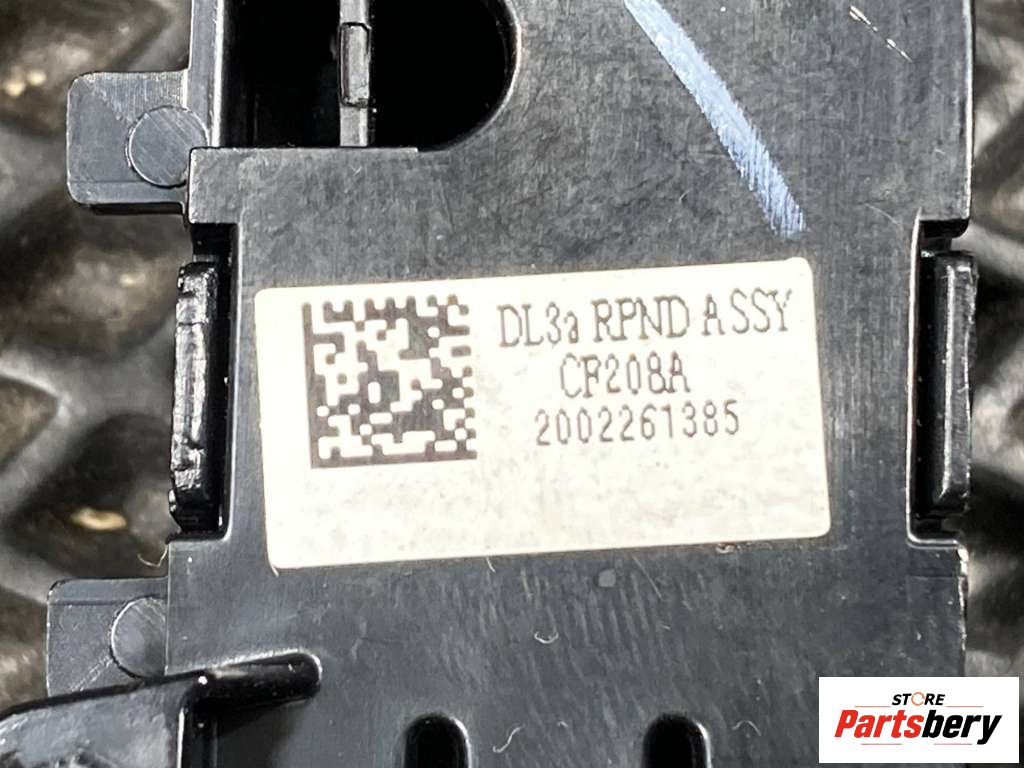 DL3a RPND ASSY
CF208A
2002261385
STORE
Partsbery